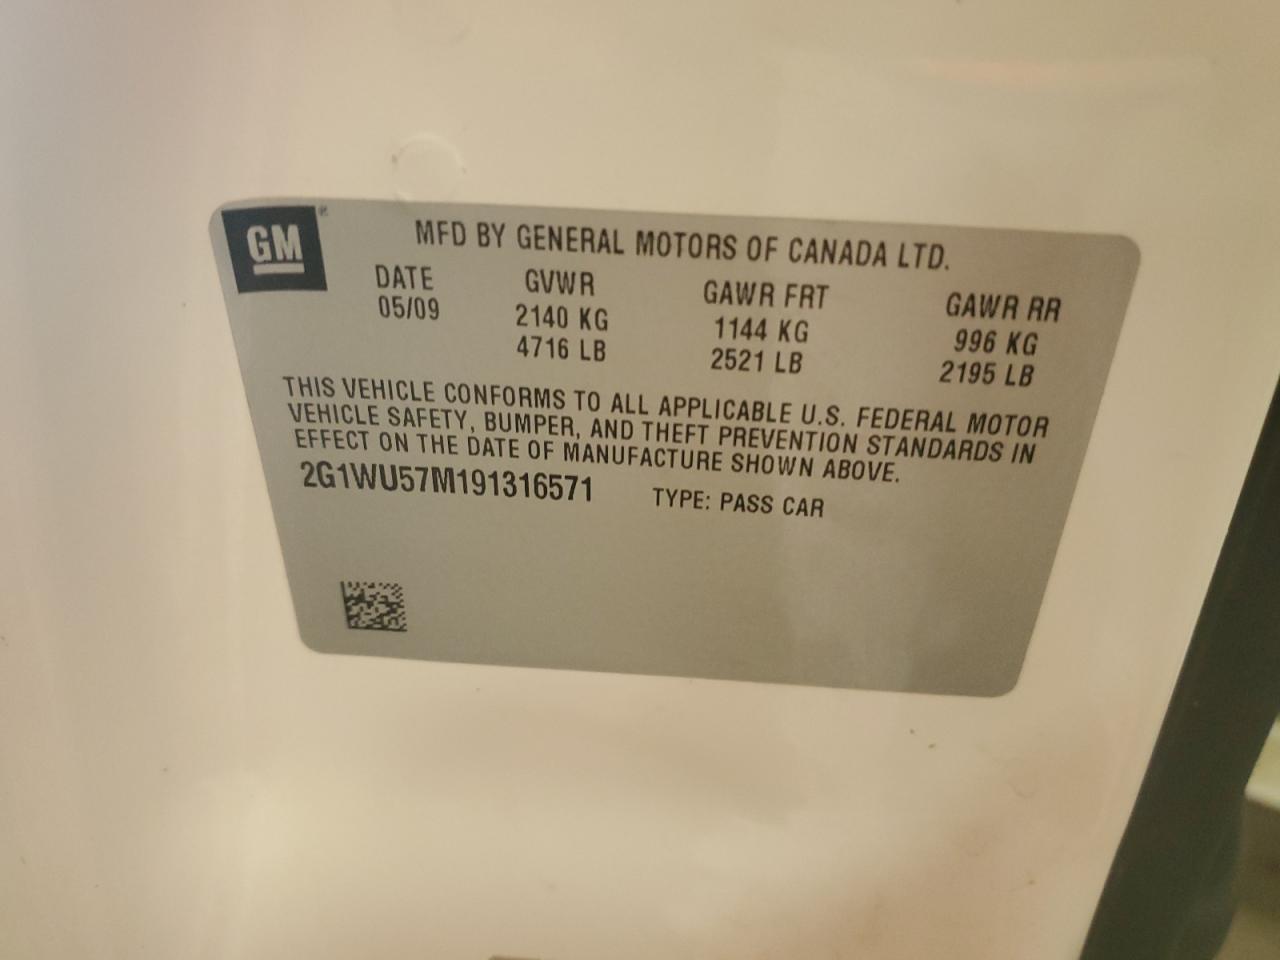 GM®
MFD BY GENERAL MOTORS OF CANADA LTD.
DATE GVWR GAWR FRT GAWR RR
05/09 2140 KG 1144 KG 996 KG
4716 LB 2521 LB 2195 LB
THIS VEHICLE CONFORMS TO ALL APPLICABLE U.S. FEDERAL MOTOR
VEHICLE SAFETY, BUMPER, AND THEFT PREVENTION STANDARDS IN
EFFECT ON THE DATE OF MANUFACTURE SHOWN ABOVE.
2G1WU57M191316571 TYPE: PASS CAR